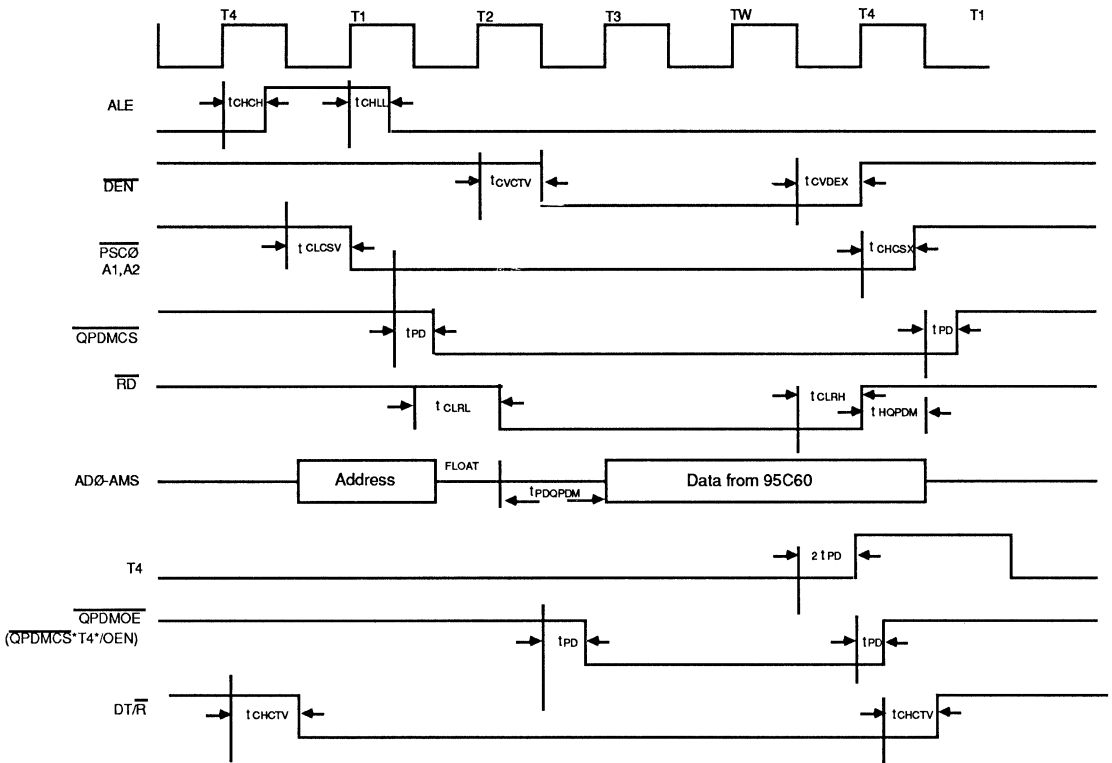 T4 T1 T2 T3 TW T4 T1
ALE tCHCH tCHLL
DEN tCVCTV tCVDEX
PSCØ tCLCSV tCHCSX
A1,A2
QPDMCS tPD tPD
RD tCLRL tCLRH
tHQPDM
ADØ-AMS Address FLOAT tPDQPDM Data from 95C60
T4 2 tPD
QPDMOE tPD tPD
(QPDMCS*T4*/OEN)
DT/R tCHCTV tCHCTV